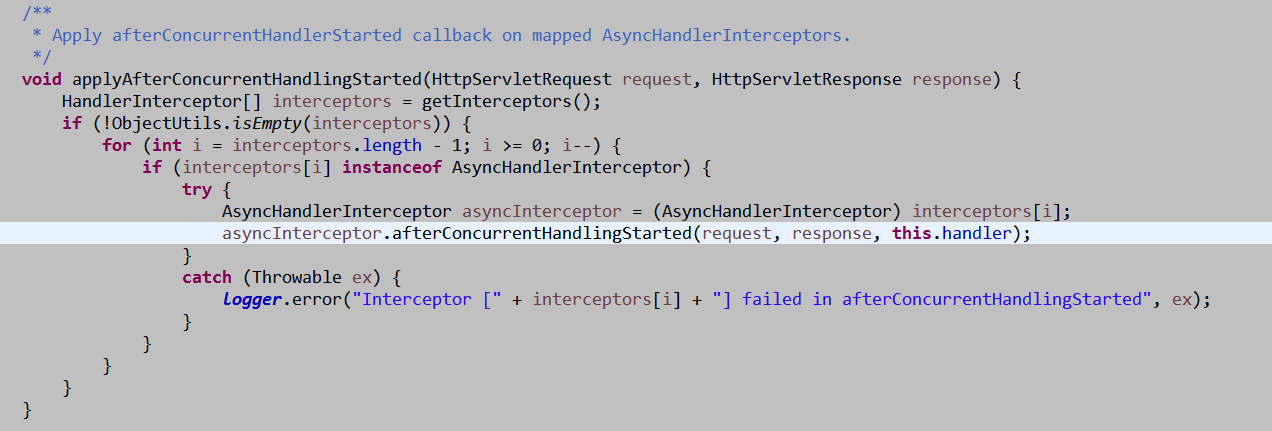 /**
 * Apply afterConcurrentHandlerStarted callback on mapped AsyncHandlerInterceptors.
 */
void applyAfterConcurrentHandlingStarted(HttpServletRequest request, HttpServletResponse response) {
    HandlerInterceptor[] interceptors = getInterceptors();
    if (!ObjectUtils.isEmpty(interceptors)) {
        for (int i = interceptors.length - 1; i >= 0; i--) {
            if (interceptors[i] instanceof AsyncHandlerInterceptor) {
                try {
                    AsyncHandlerInterceptor asyncInterceptor = (AsyncHandlerInterceptor) interceptors[i];
                    asyncInterceptor.afterConcurrentHandlingStarted(request, response, this.handler);
                }
                catch (Throwable ex) {
                    logger.error("Interceptor [" + interceptors[i] + "] failed in afterConcurrentHandlingStarted", ex);
                }
            }
        }
    }
}